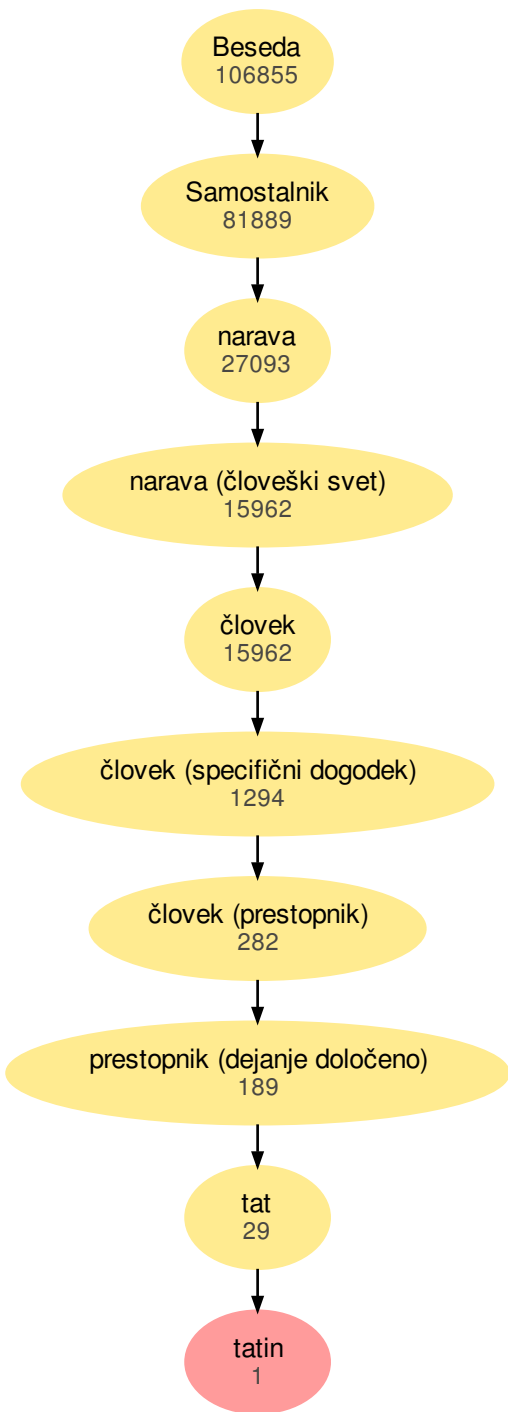 Beseda
106855
Samostalnik
81889
narava
27093
narava (človeški svet)
15962
človek
15962
človek (specifični dogodek)
1294
človek (prestopnik)
282
prestopnik (dejanje določeno)
189
tat
29
tatin
1